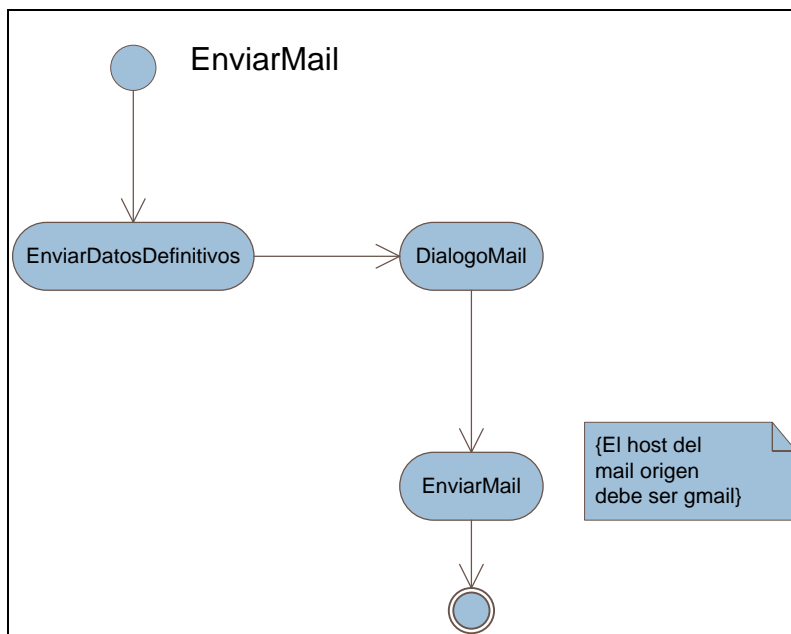 EnviarMail
EnviarDatosDefinitivos
DialogoMail
EnviarMail
{El host del
mail origen
debe ser gmail}